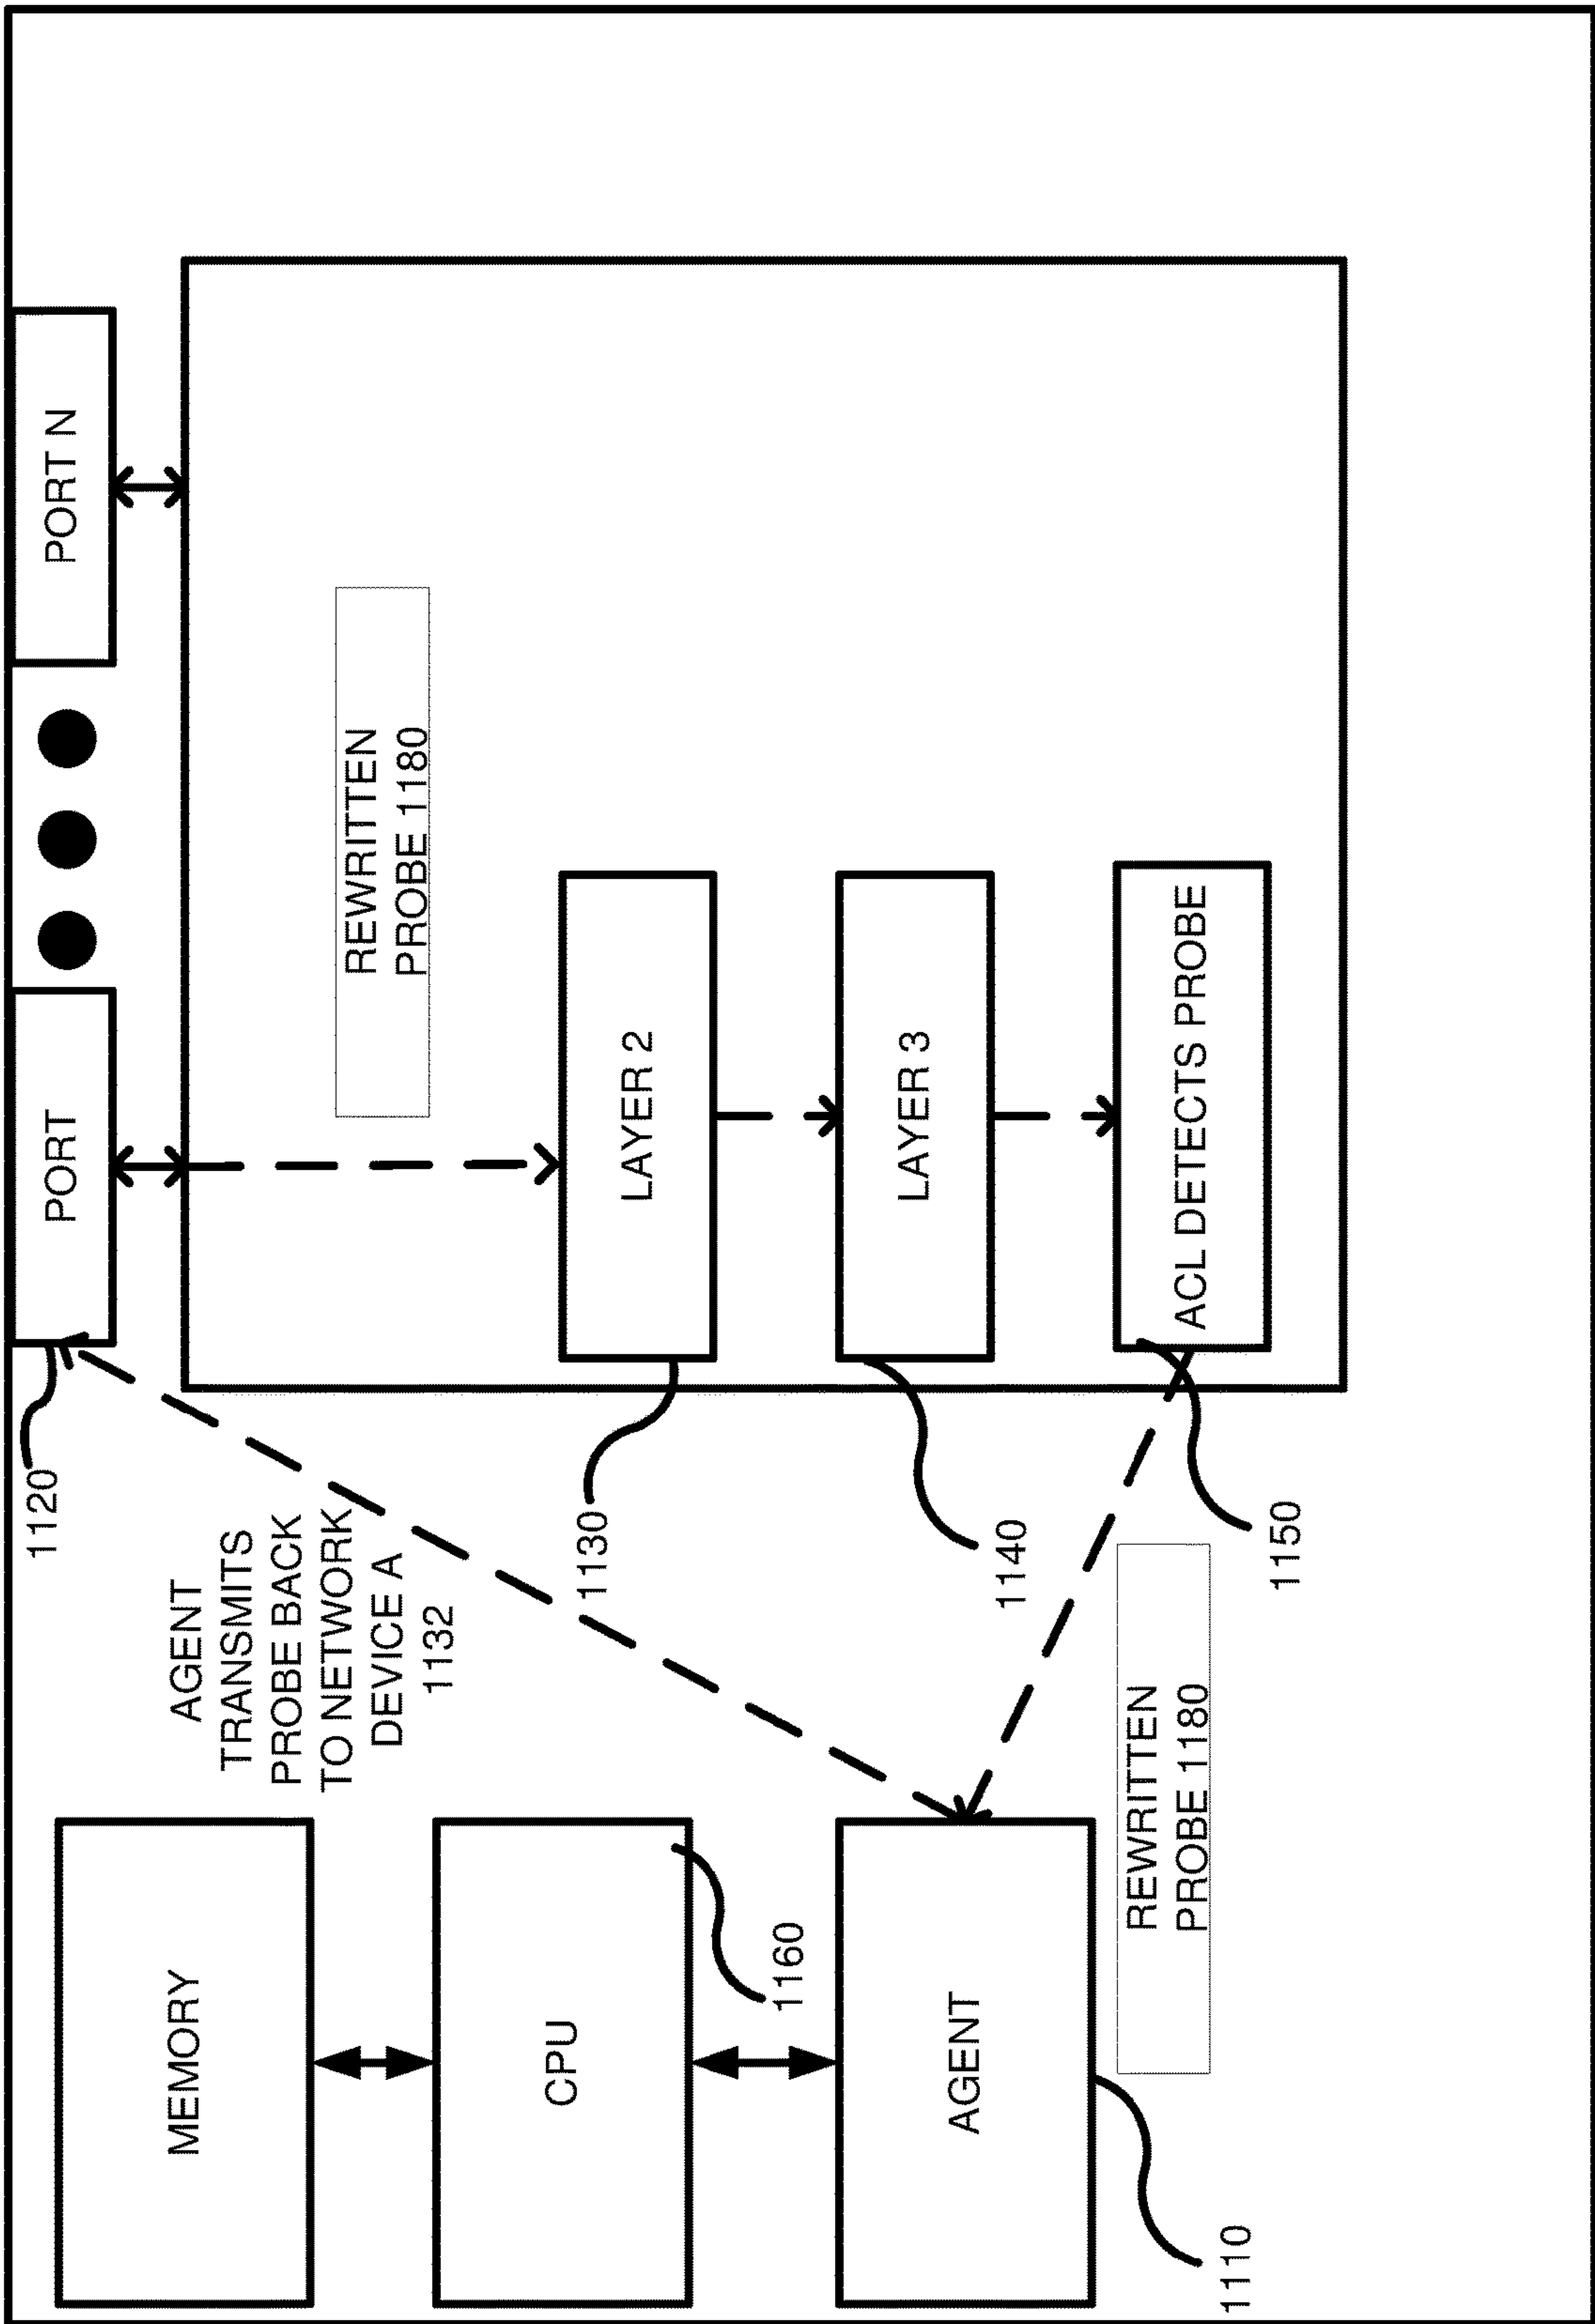 1120
PORT
PORT N
MEMORY
AGENT
TRANSMITS
PROBE BACK
TO NETWORK
DEVICE A
1132
REWRITTEN
PROBE 1180
CPU
1130
LAYER 2
1160
AGENT
1140
LAYER 3
REWRITTEN
PROBE 1180
ACL DETECTS PROBE
1110
1150